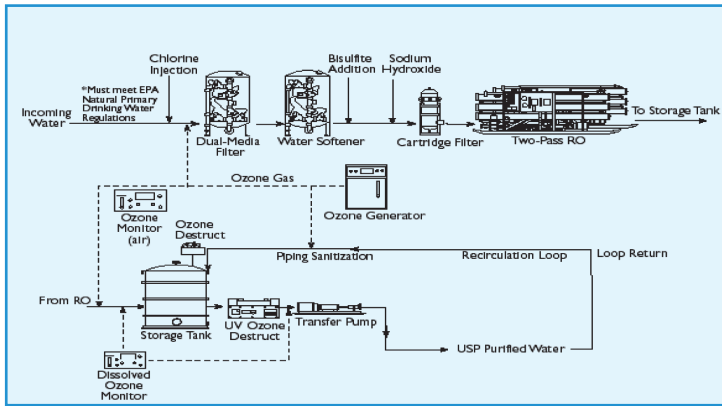 Chlorine
Injection
*Must meet EPA
Natural Primary
Drinking Water
Regulations
Incoming
Water
Dual-Media
Filter
Water Softener
Bisulfite
Addition
Sodium
Hydroxide
Cartridge Filter
Two-Pass RO
To Storage Tank
Ozone Gas
Ozone Generator
Ozone
Monitor
(air)
Ozone
Destruct
Piping Sanitization
Recirculation Loop
Loop Return
From RO
Storage Tank
UV Ozone
Destruct
Transfer Pump
USP Purified Water
Dissolved
Ozone
Monitor